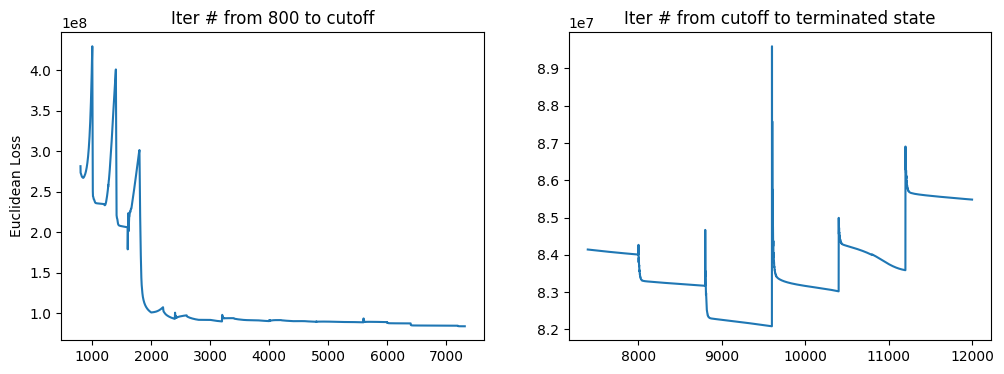 Iter # from 800 to cutoff
1e8
4.0
3.5
3.0
2.5
2.0
1.5
1.0
Euclidean Loss
1000 2000 3000 4000 5000 6000 7000
Iter # from cutoff to terminated state
1e7
8.9
8.8
8.7
8.6
8.5
8.4
8.3
8.2
8000 9000 10000 11000 12000